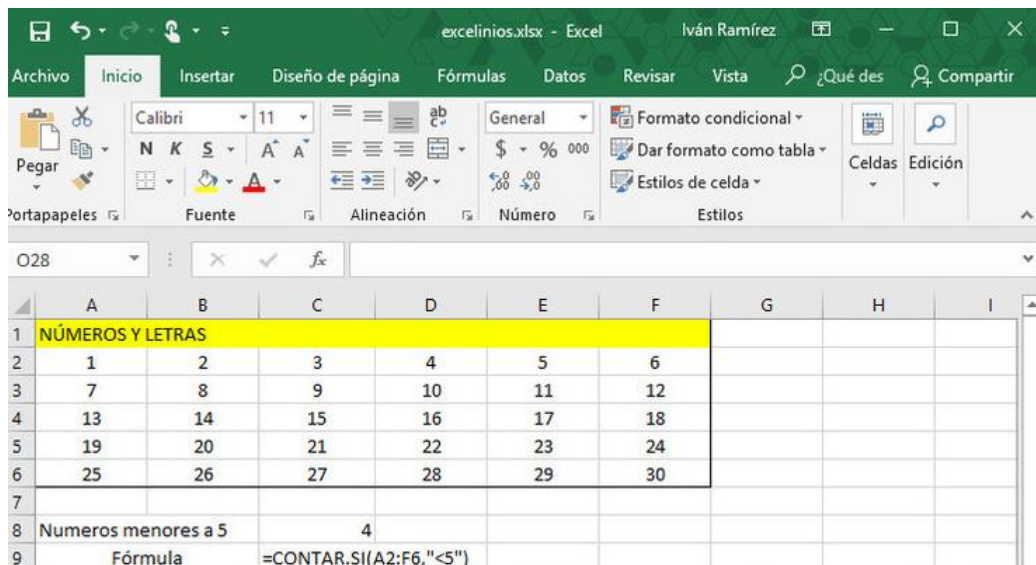 excelinios.xlsx - Excel Iván Ramírez
Archivo Inicio Insertar Diseño de página Fórmulas Datos Revisar Vista ¿Qué des Compartir
Pegar
Calibri 11
N K S A A
A
ab
General
$ % 000
Formato condicional
Dar formato como tabla
Estilos de celda
Celdas Edición
Portapapeles Fuente Alineación Número Estilos
O28 fx
A B C D E F G H I
1 NÚMEROS Y LETRAS
2 1 2 3 4 5 6
3 7 8 9 10 11 12
4 13 14 15 16 17 18
5 19 20 21 22 23 24
6 25 26 27 28 29 30
7
8 Numeros menores a 5 4
9 Fórmula =CONTAR.SI(A2:F6,"<5")